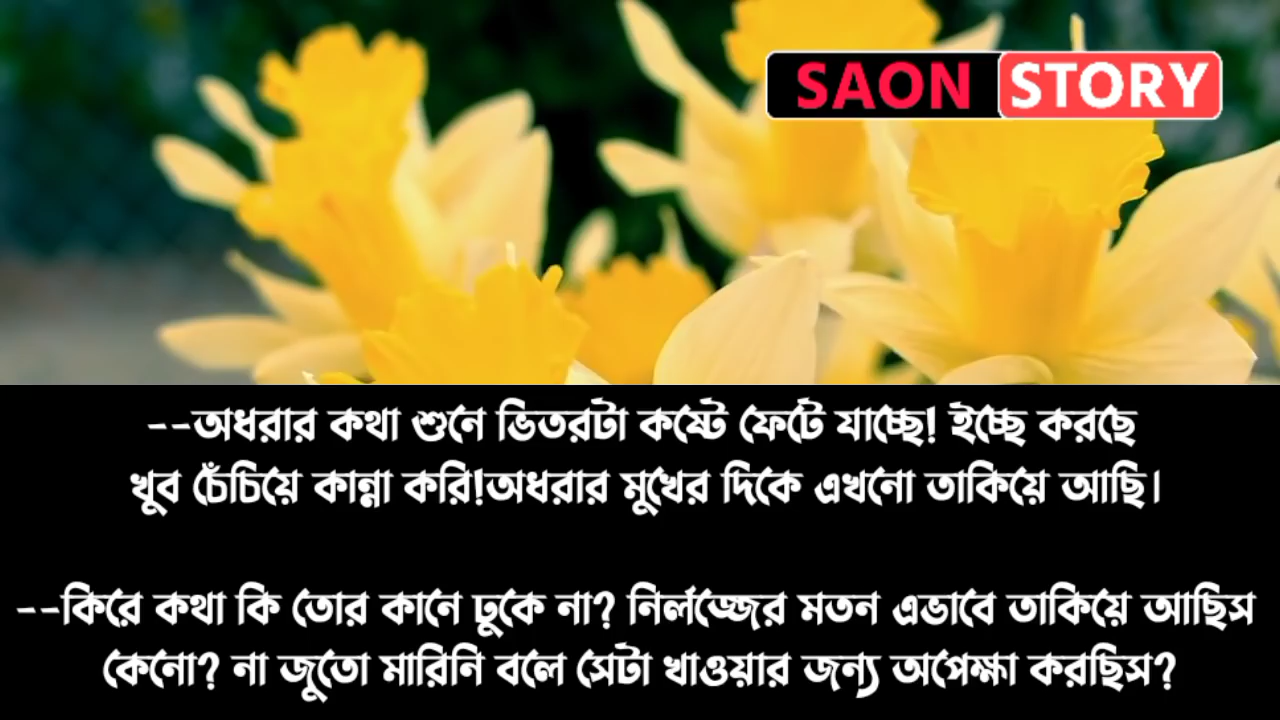 SAON STORY
--অধরার কথা শুনে ভিতরটা কষ্টে ফেটে যাচ্ছে! ইচ্ছে করছে
খুব চেঁচিয়ে কান্না করি!অধরার মুখের দিকে এখনো তাকিয়ে আছি।
--কিরে কথা কি তোর কানে ঢুকে না? নির্লজ্জের মতন এভাবে তাকিয়ে আছিস
কেনো? না জুতো মারিনি বলে সেটা খাওয়ার জন্য অপেক্ষা করছিস?